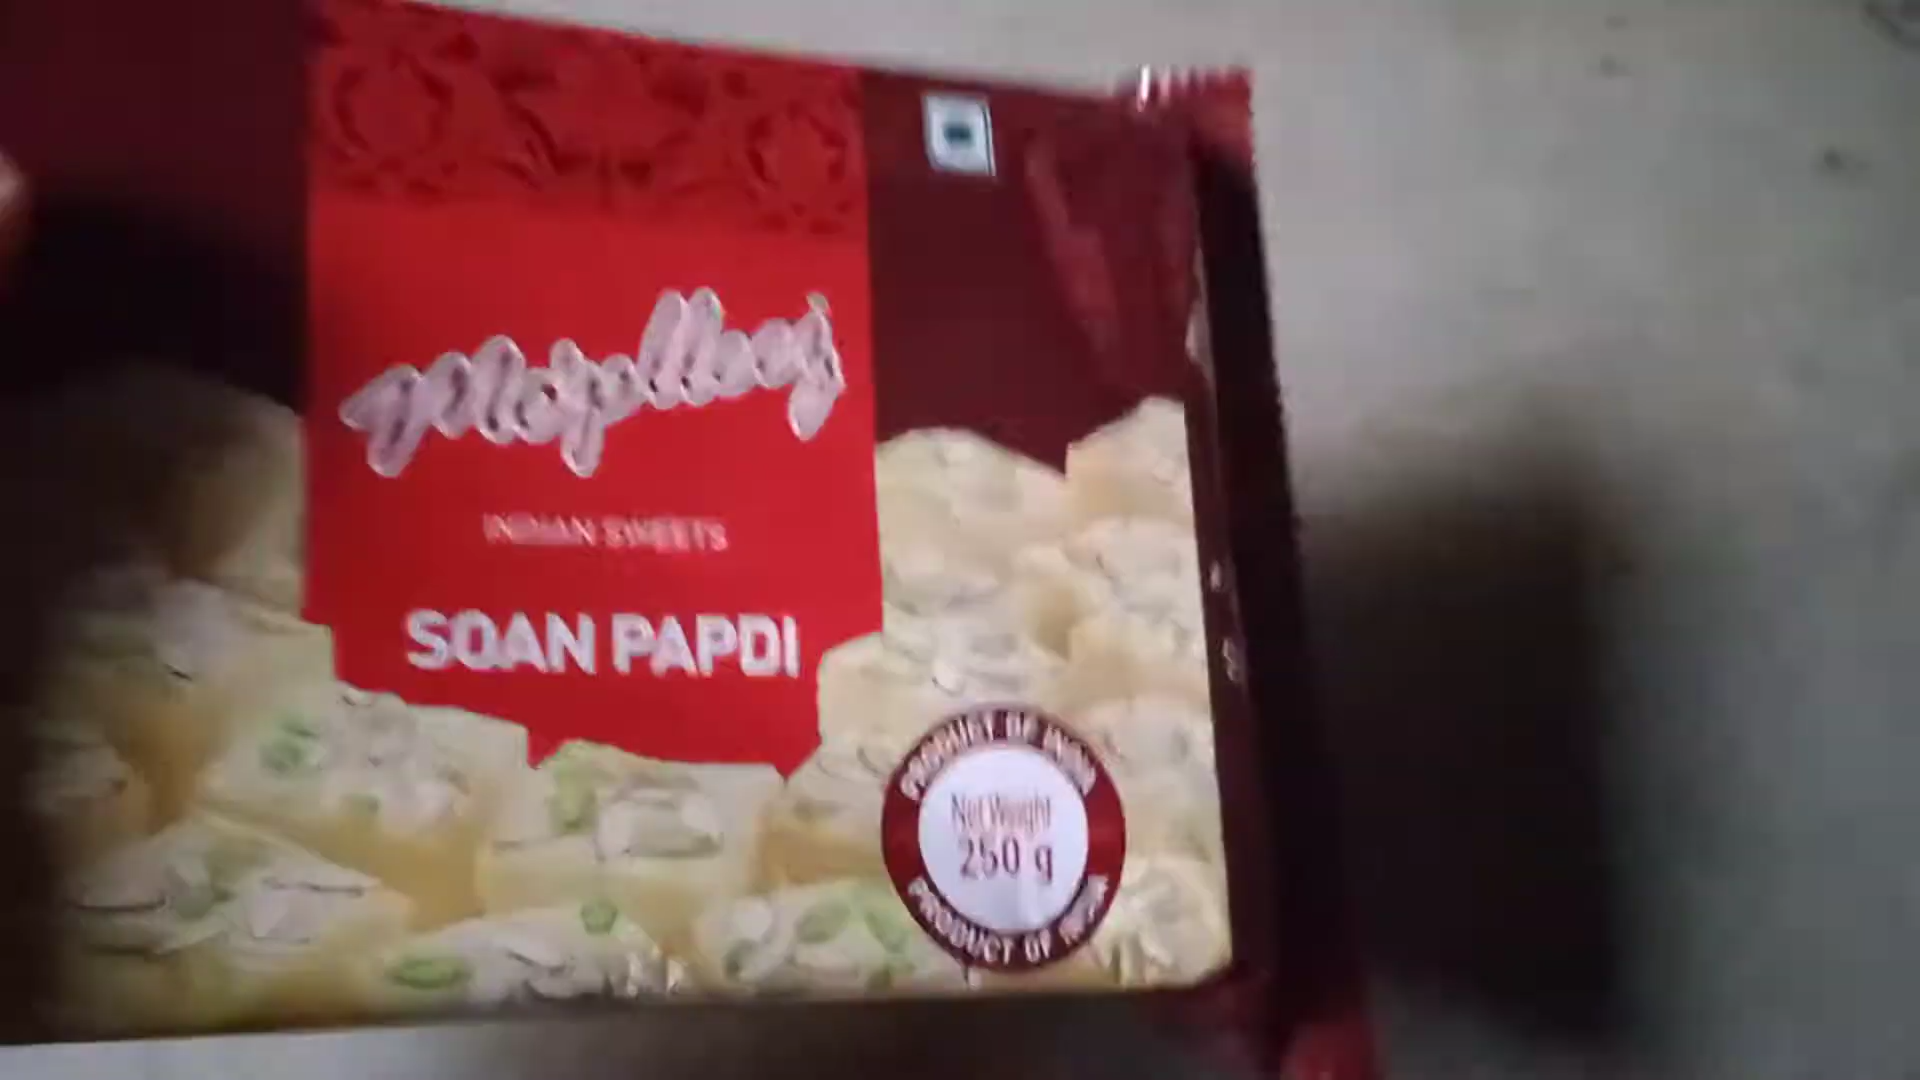 INDIAN SWEETS
SOAN PAPDI
PRODUCT OF INDIA
Net Weight
250 g
PRODUCT OF INDIA